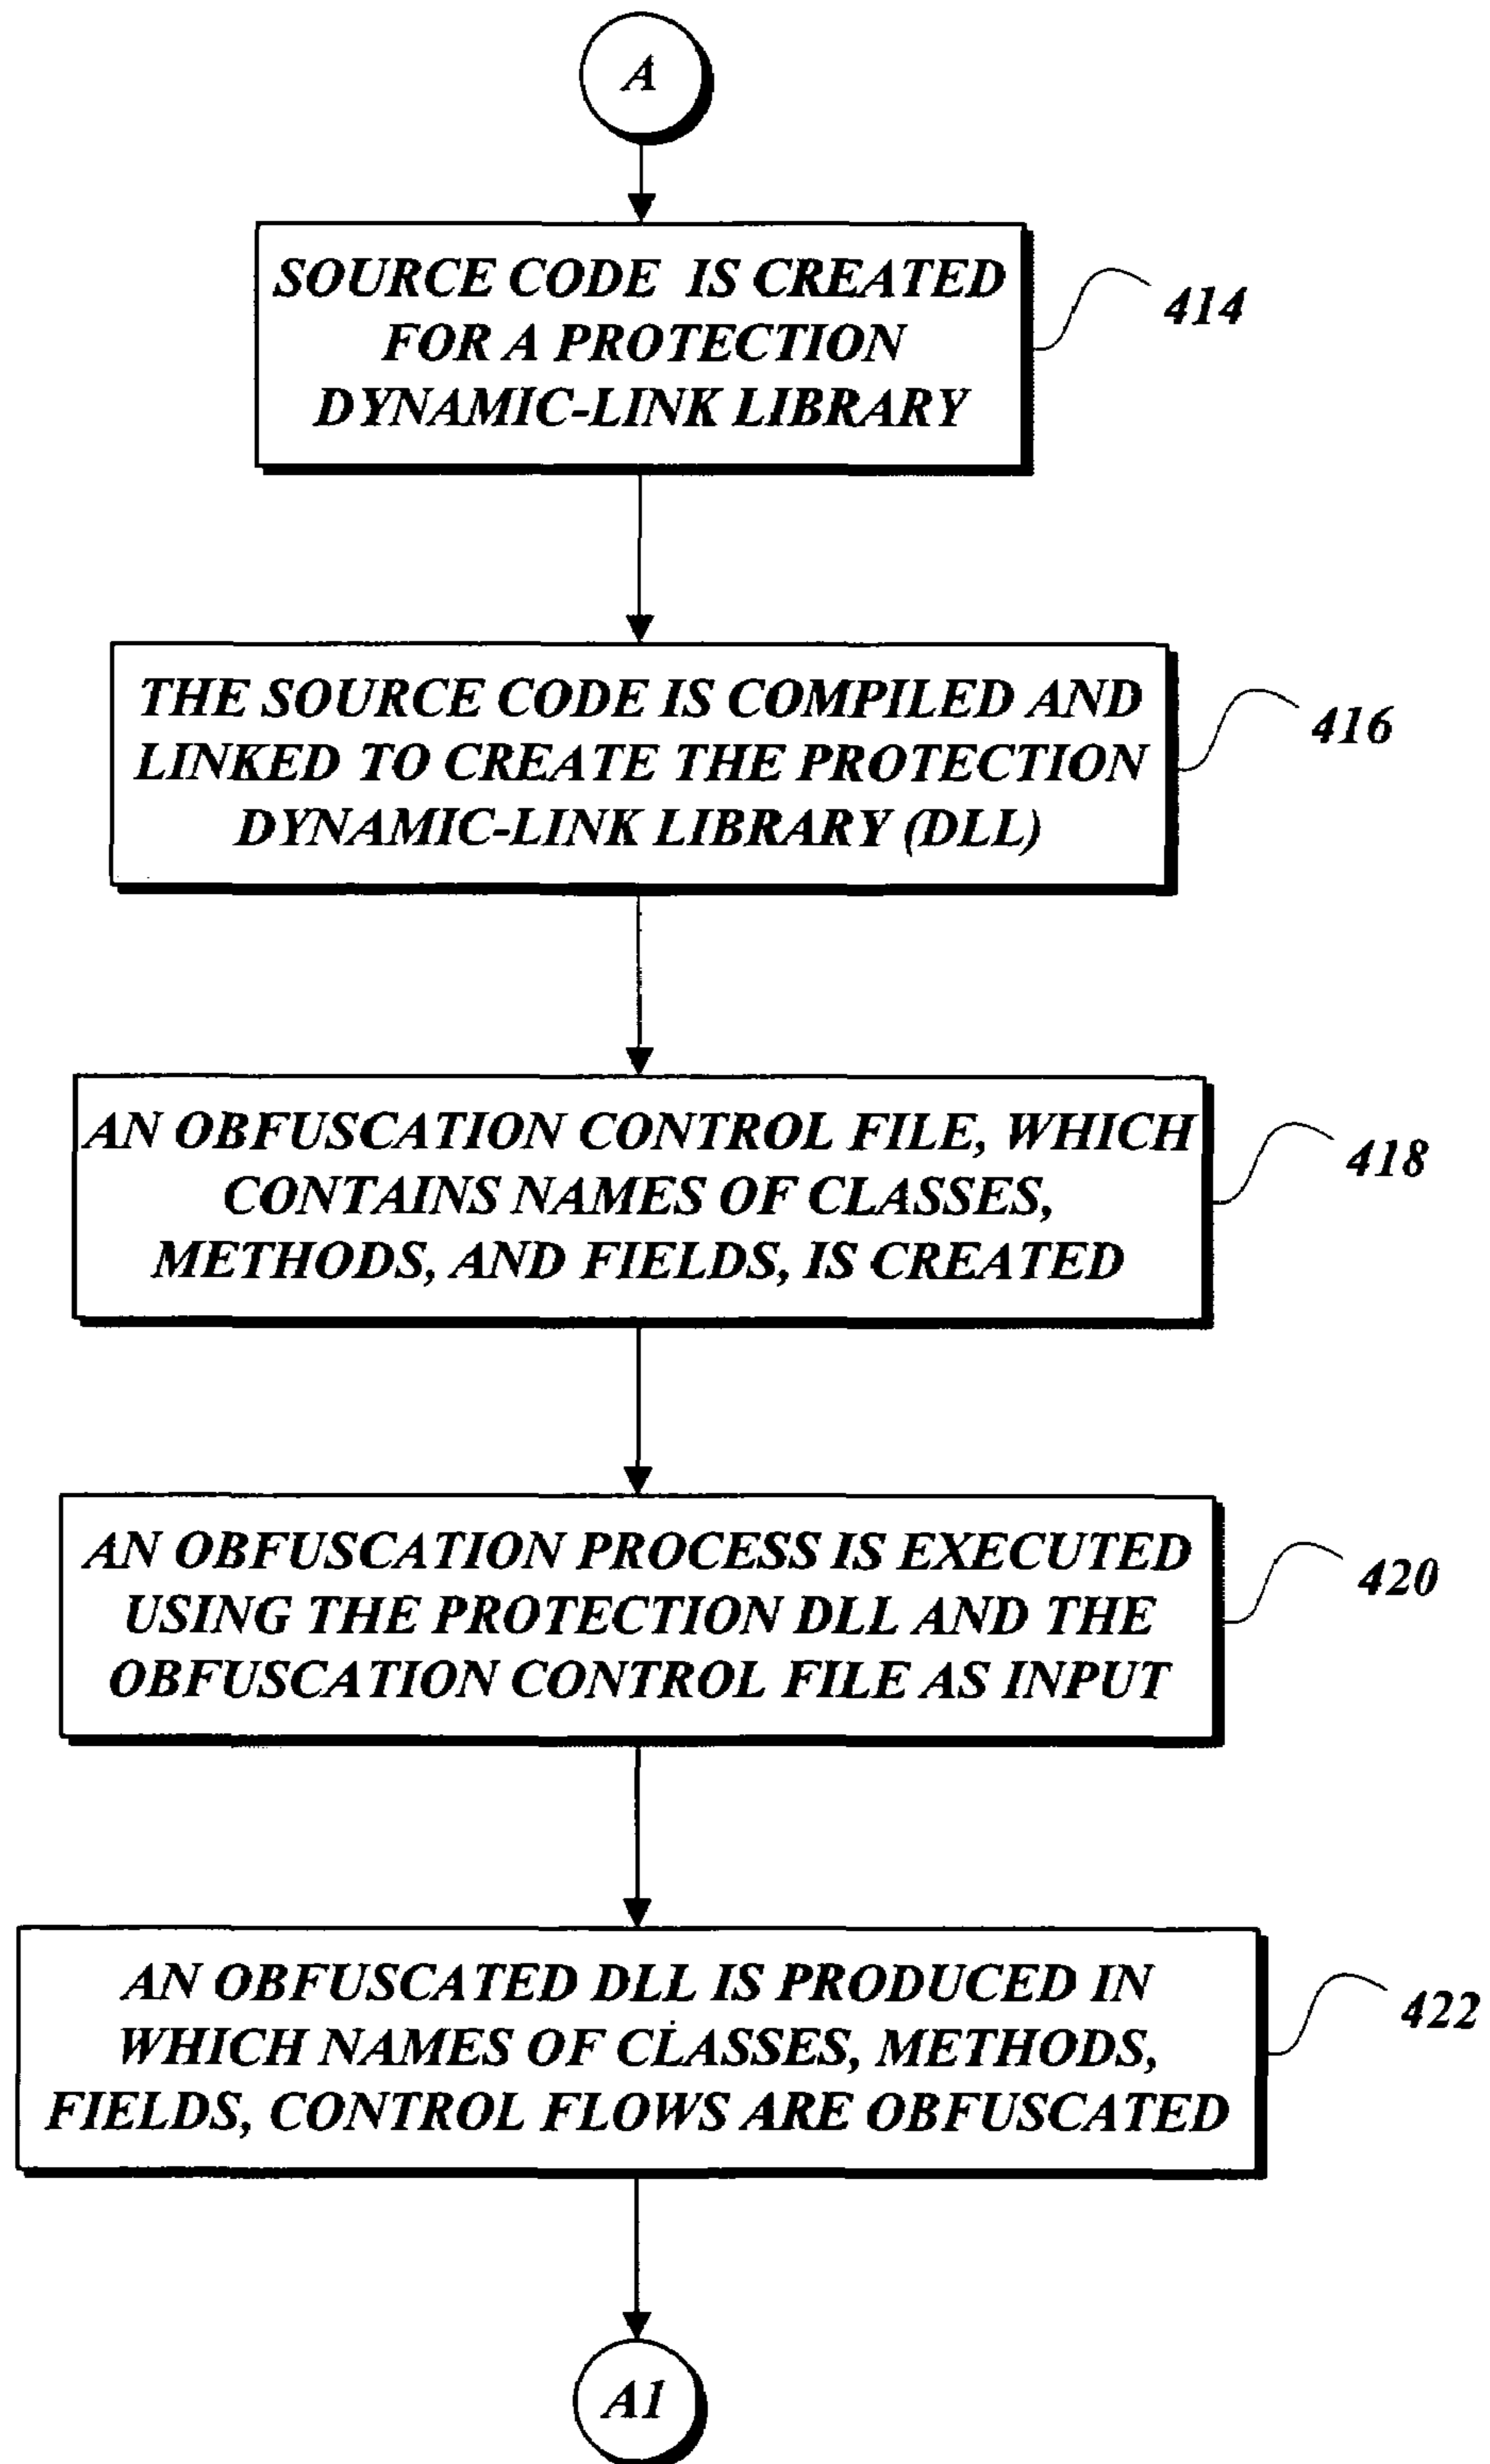 A
SOURCE CODE IS CREATED
FOR A PROTECTION
DYNAMIC-LINK LIBRARY
414
THE SOURCE CODE IS COMPILED AND
LINKED TO CREATE THE PROTECTION
DYNAMIC-LINK LIBRARY (DLL)
416
AN OBFUSCATION CONTROL FILE, WHICH
CONTAINS NAMES OF CLASSES,
METHODS, AND FIELDS, IS CREATED
418
AN OBFUSCATION PROCESS IS EXECUTED
USING THE PROTECTION DLL AND THE
OBFUSCATION CONTROL FILE AS INPUT
420
AN OBFUSCATED DLL IS PRODUCED IN
WHICH NAMES OF CLASSES, METHODS,
FIELDS, CONTROL FLOWS ARE OBFUSCATED
422
A1